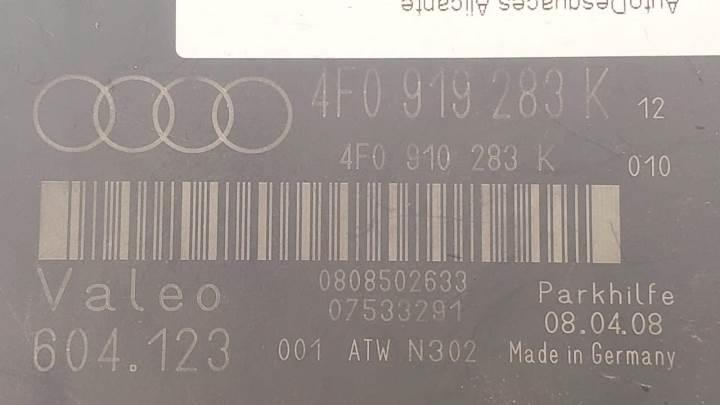 AutoDesguaces Alicante
4F0 919 283 K 12
4F0 910 283 K 010
0808502633
07533291
Valeo
604.123
001 ATW N302
Parkhilfe
08.04.08
Made in Germany